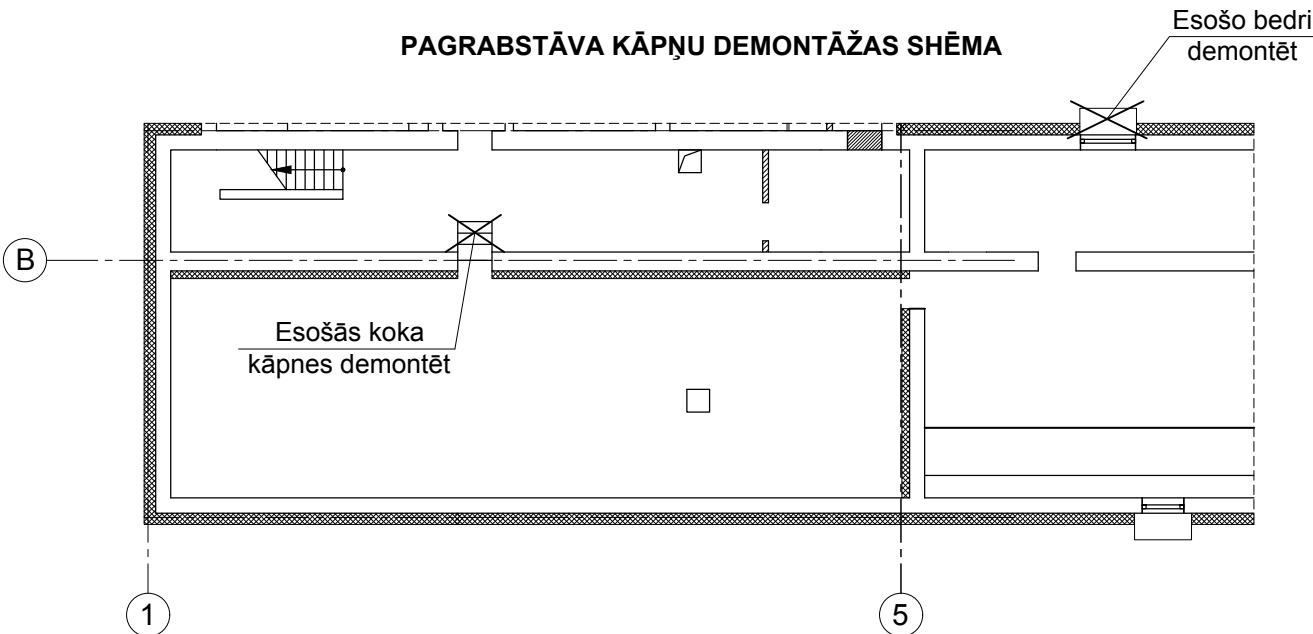 PAGRABSTĀVA KĀPŅU DEMONTĀŽAS SHĒMA
Esošo bedri
demontēt
B
Esošās koka
kāpnes demontēt
1
5